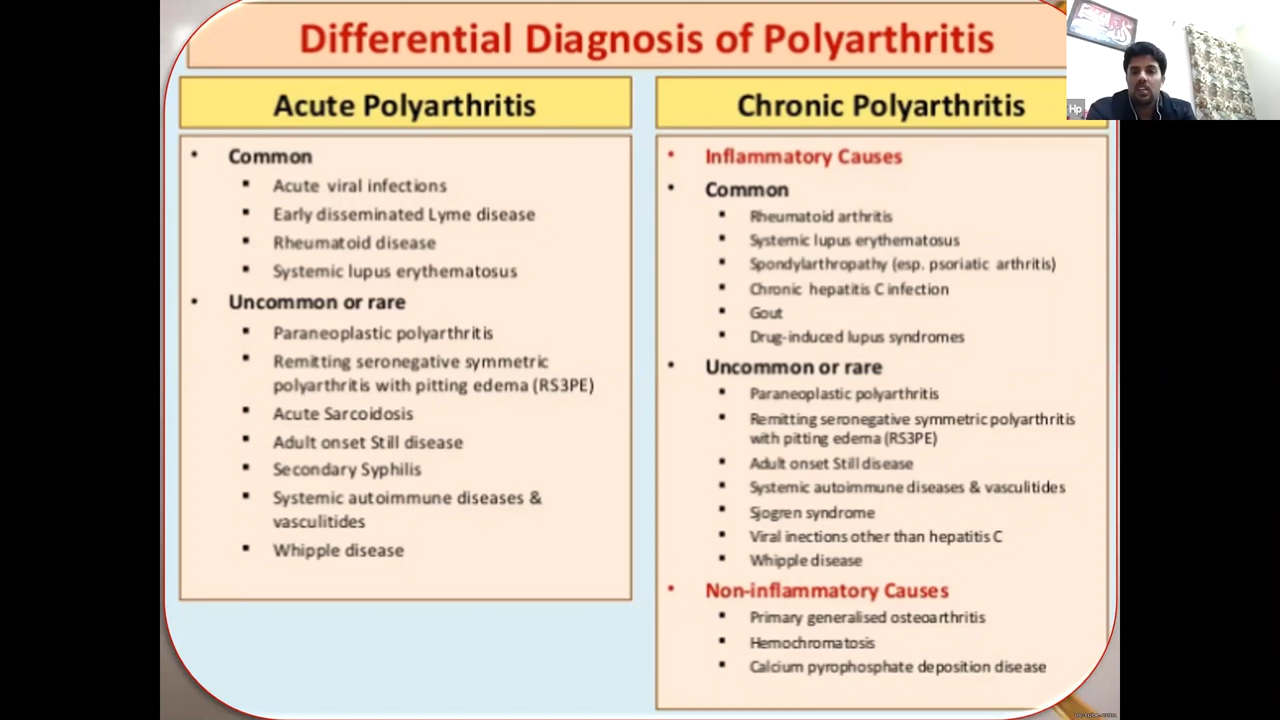 Differential Diagnosis of Polyarthritis
Acute Polyarthritis
Common
Acute viral infections
Early disseminated Lyme disease
Rheumatoid disease
Systemic lupus erythematosus
Uncommon or rare
Paraneoplastic polyarthritis
Remitting seronegative symmetric
polyarthritis with pitting edema (RS3PE)
Acute Sarcoidosis
Adult onset Still disease
Secondary Syphilis
Systemic autoimmune diseases &
vasculitides
Whipple disease
Chronic Polyarthritis
Inflammatory Causes
Common
Rheumatoid arthritis
Systemic lupus erythematosus
Spondylarthropathy (esp. psoriatic arthritis)
Chronic hepatitis C infection
Gout
Drug-induced lupus syndromes
Uncommon or rare
Paraneoplastic polyarthritis
Remitting seronegative symmetric polyarthritis
with pitting edema (RS3PE)
Adult onset Still disease
Systemic autoimmune diseases & vasculitides
Sjogren syndrome
Viral inections other than hepatitis C
Whipple disease
Non-inflammatory Causes
Primary generalised osteoarthritis
Hemochromatosis
Calcium pyrophosphate deposition disease
Hp